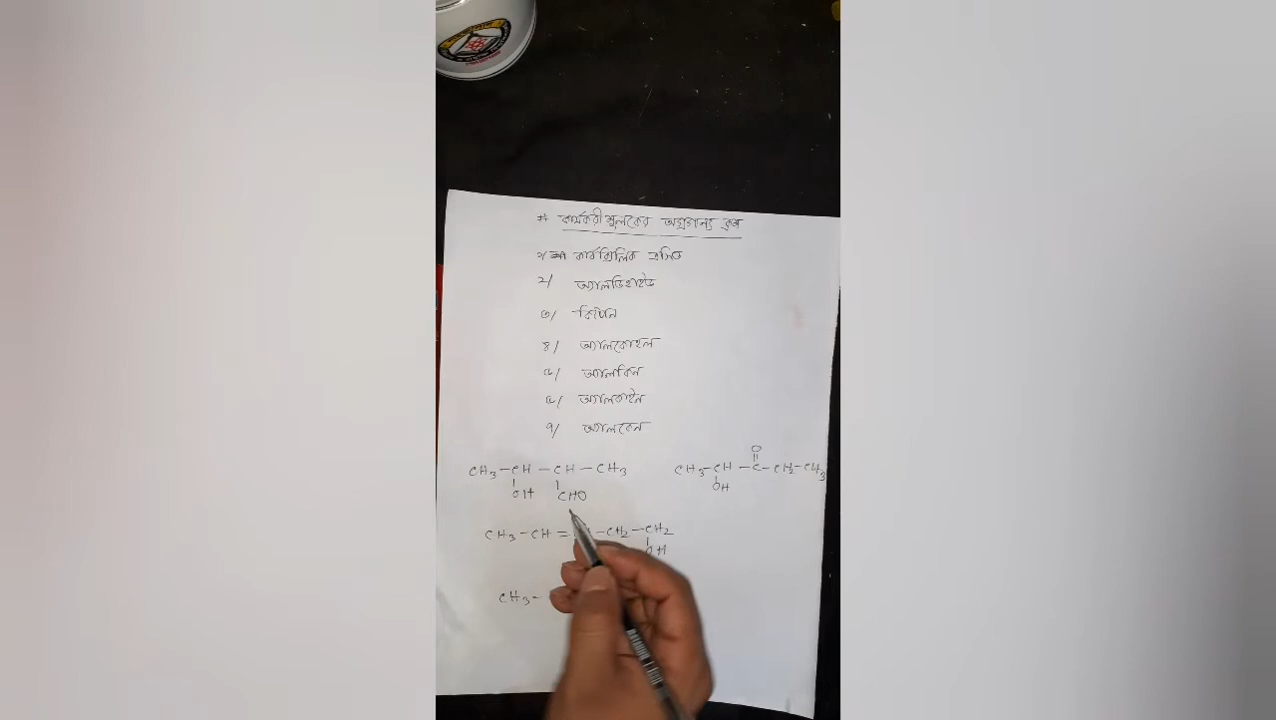 * কার্যকরী মূলকের অগ্রগণ্য ক্রম
১/ কার্বক্সিলিক এসিড
২/ অ্যালডিহাইড
৩/ কিটোন
৪/ অ্যালকোহল
৫/ অ্যালকিন
৬/ অ্যালকাইন
৭/ অ্যালকেন
CH3-CH-CH-CH3
OH CHO
O
CH3-CH-C-CH2-CH3
OH
CH3-CH= -CH2-CH2
OH
CH3-